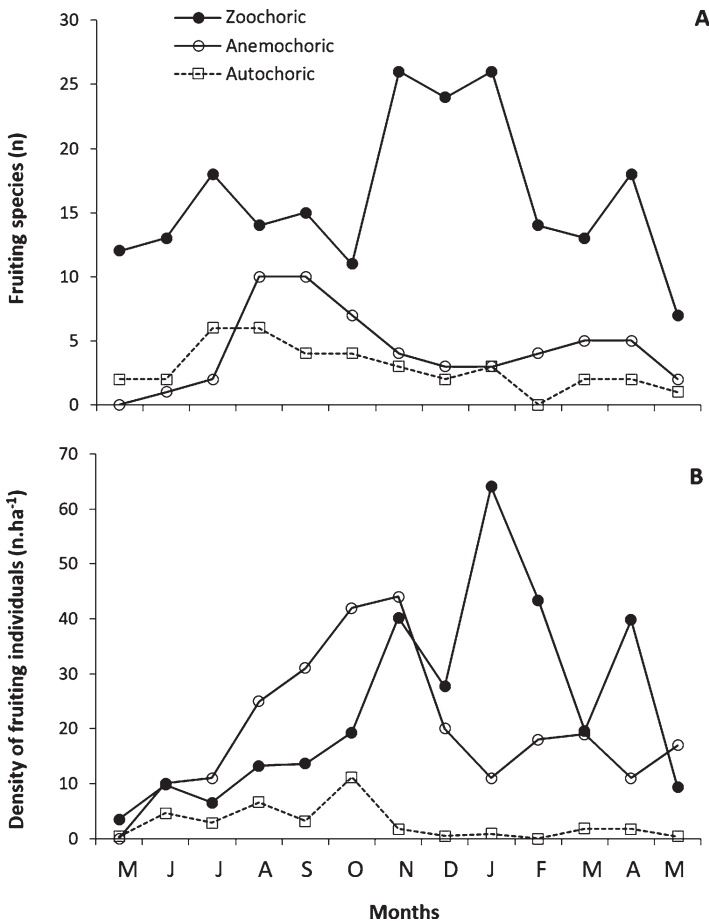 A
Zoochoric
Anemochoric
Autochoric
Fruiting species (n)
30
25
20
15
10
5
0
B
Density of fruiting individuals (n.ha⁻¹)
70
60
50
40
30
20
10
0
M J J A S O N D J F M A M
Months